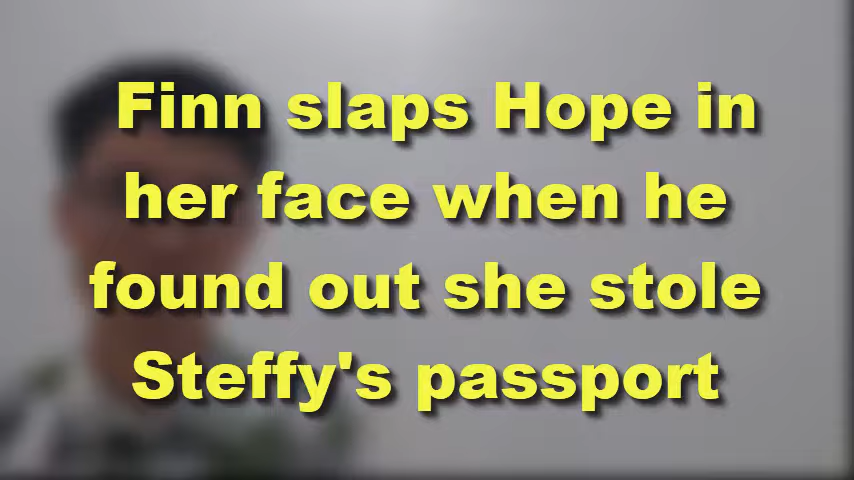 Finn slaps Hope in
her face when he
found out she stole
Steffy's passport